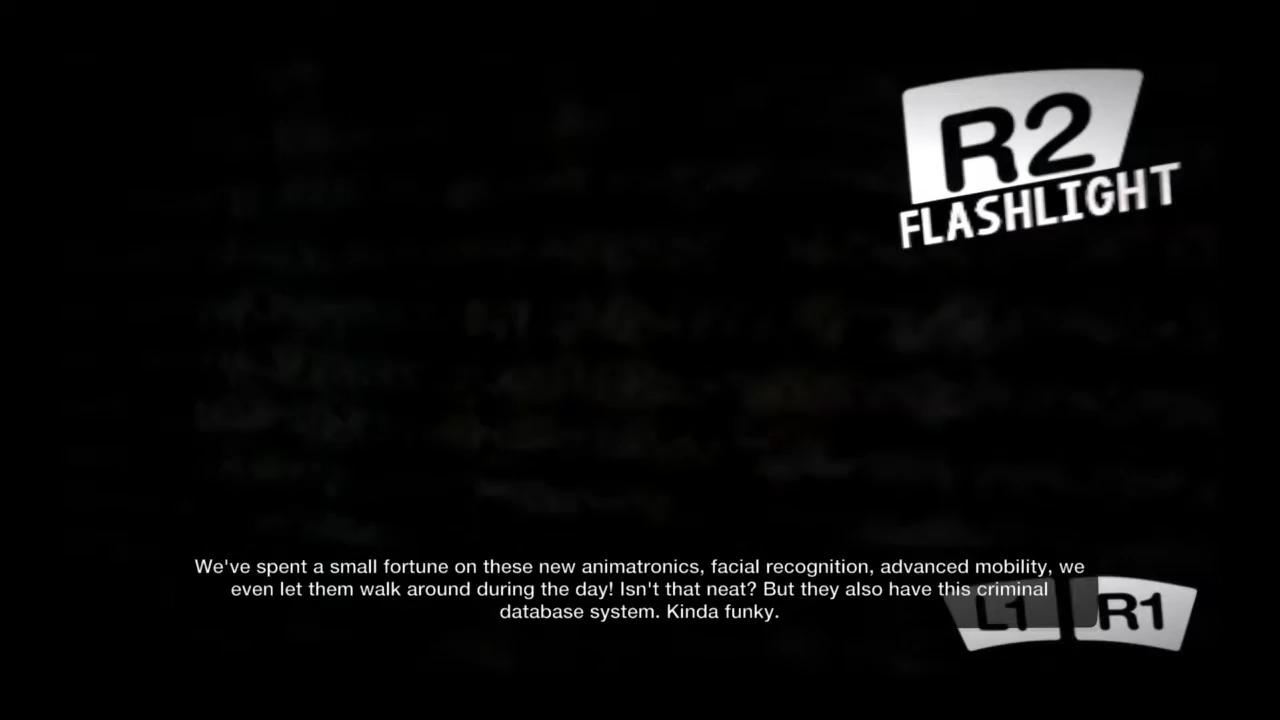 R2
FLASHLIGHT
We've spent a small fortune on these new animatronics, facial recognition, advanced mobility, we
even let them walk around during the day! Isn't that neat? But they also have this criminal
database system. Kinda funky.
L1 R1